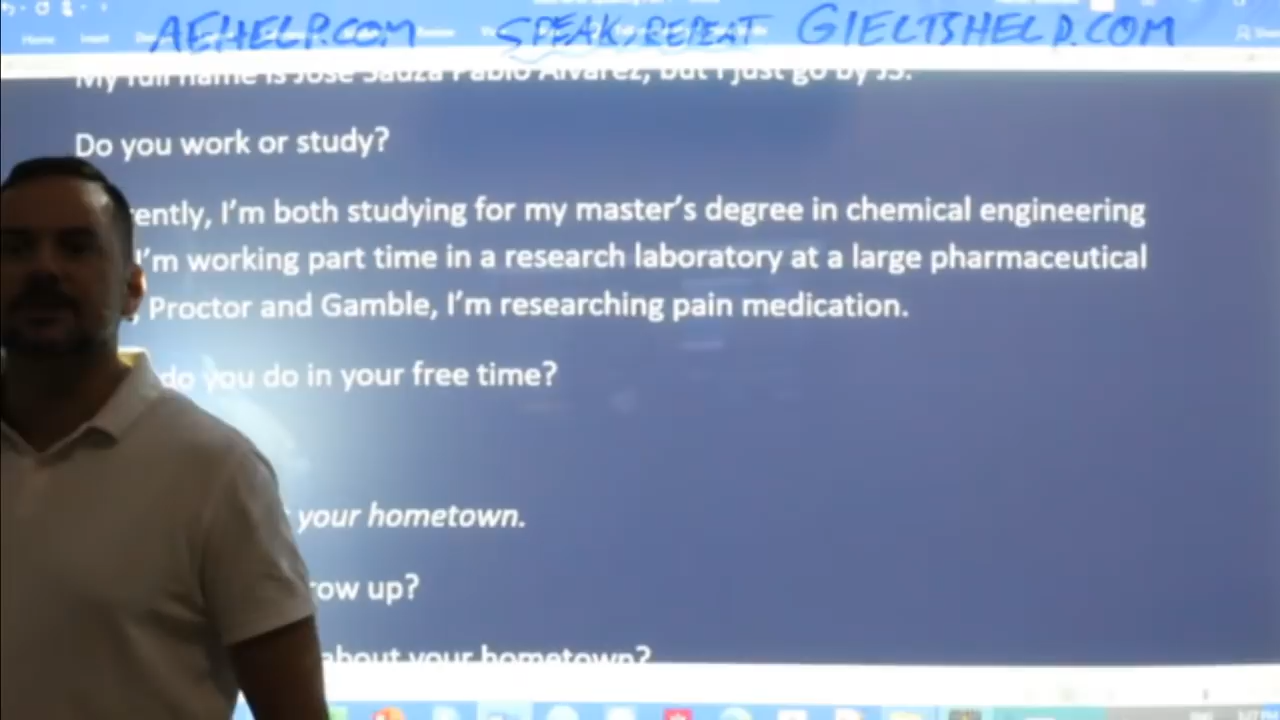 AEHELP.COM SPEAK, REPEAT GIELTSHELP.COM
Home Insert
My full name is Jose Sauza Pablo Alvarez, but I just go by JS.
Do you work or study?
ently, I'm both studying for my master's degree in chemical engineering
I'm working part time in a research laboratory at a large pharmaceutical
, Proctor and Gamble, I'm researching pain medication.
do you do in your free time?
your hometown.
row up?
about your hometown?